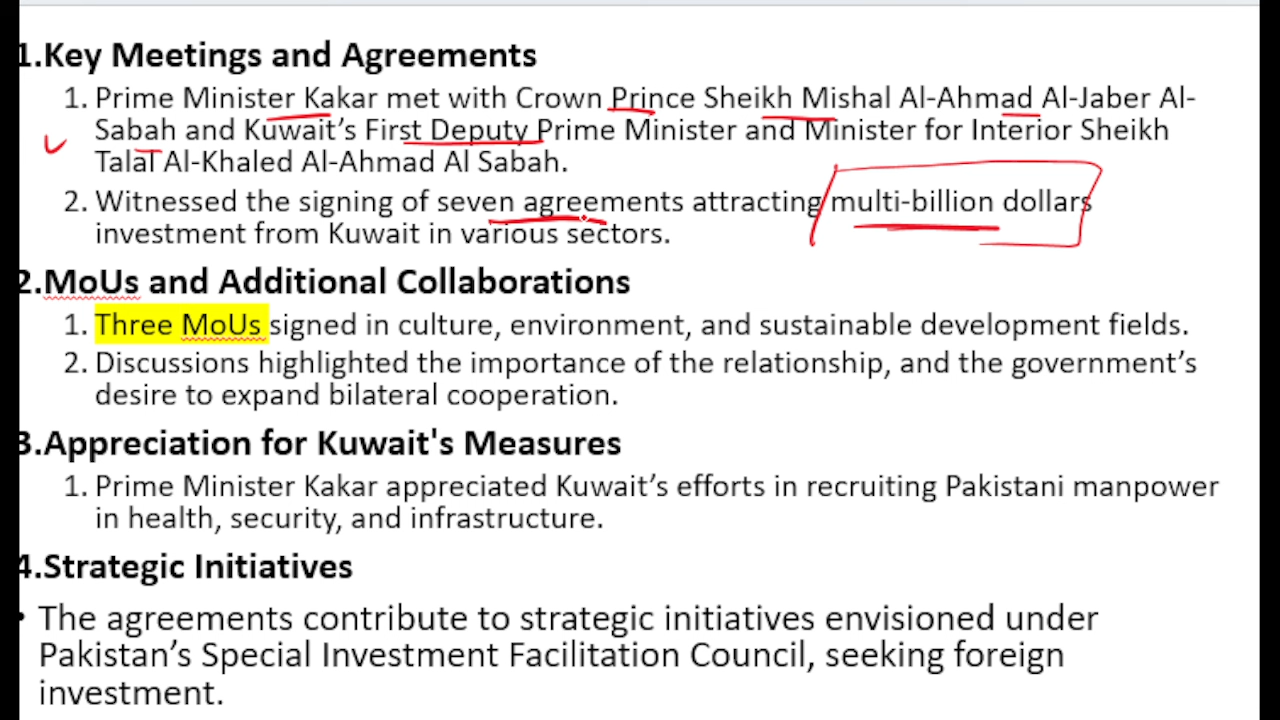 1.Key Meetings and Agreements
1. Prime Minister Kakar met with Crown Prince Sheikh Mishal Al-Ahmad Al-Jaber Al-
Sabah and Kuwait's First Deputy Prime Minister and Minister for Interior Sheikh
Talal Al-Khaled Al-Ahmad Al Sabah.
2. Witnessed the signing of seven agreements attracting multi-billion dollars
investment from Kuwait in various sectors.
2.MoUs and Additional Collaborations
1. Three MoUs signed in culture, environment, and sustainable development fields.
2. Discussions highlighted the importance of the relationship, and the government's
desire to expand bilateral cooperation.
3.Appreciation for Kuwait's Measures
1. Prime Minister Kakar appreciated Kuwait's efforts in recruiting Pakistani manpower
in health, security, and infrastructure.
4.Strategic Initiatives
• The agreements contribute to strategic initiatives envisioned under
Pakistan's Special Investment Facilitation Council, seeking foreign
investment.